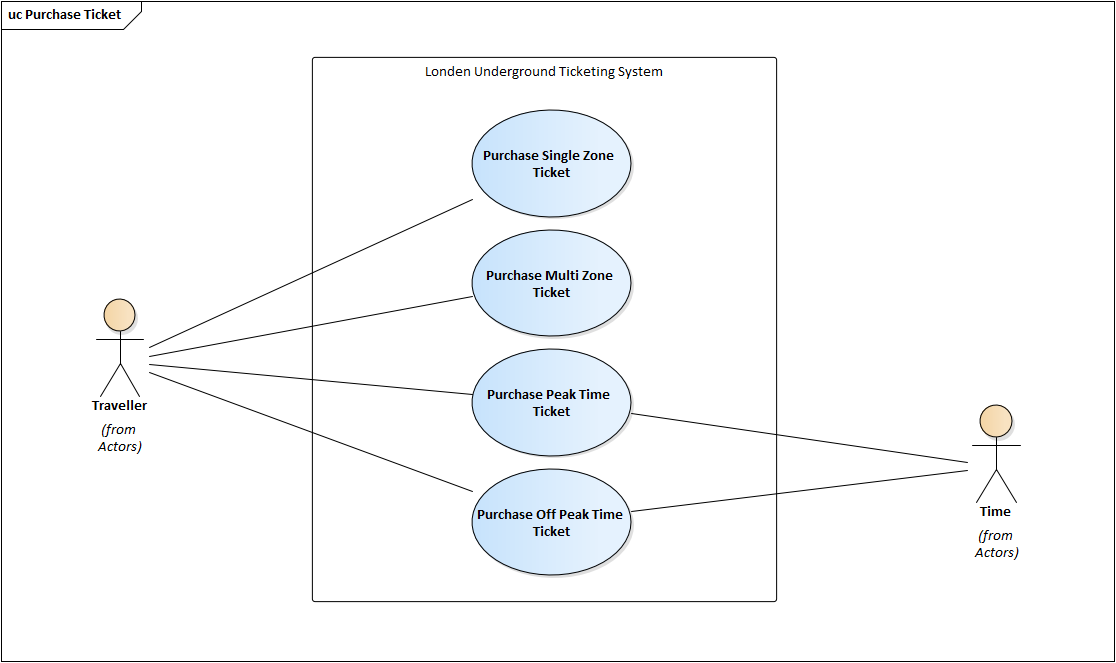 uc Purchase Ticket
Londen Underground Ticketing System
Purchase Single Zone
Ticket
Purchase Multi Zone
Ticket
Purchase Peak Time
Ticket
Purchase Off Peak Time
Ticket
Traveller
(from
Actors)
Time
(from
Actors)